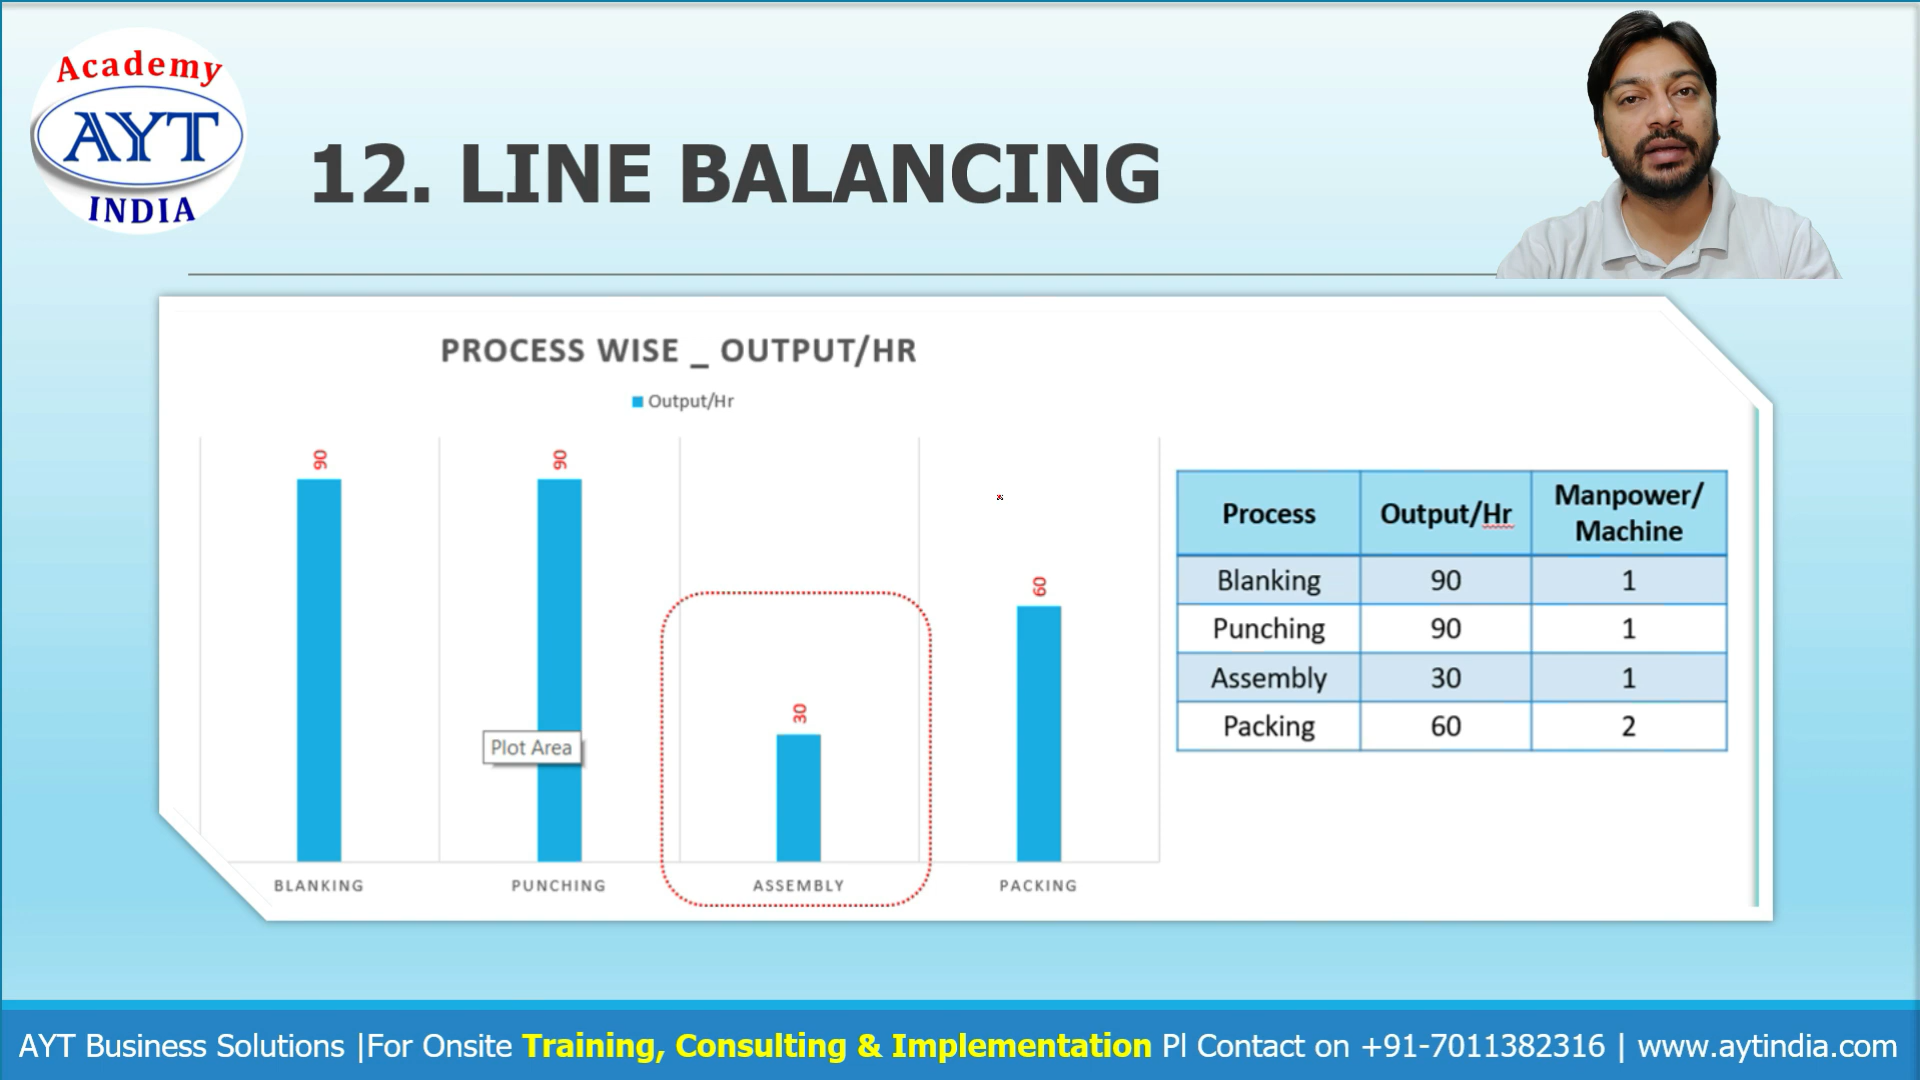 Academy
AYT
INDIA
12. LINE BALANCING
PROCESS WISE _ OUTPUT/HR
Output/Hr
90
90
30
60
Plot Area
BLANKING
PUNCHING
ASSEMBLY
PACKING
Process Output/Hr Manpower/
Machine
Blanking 90 1
Punching 90 1
Assembly 30 1
Packing 60 2
AYT Business Solutions |For Onsite Training, Consulting & Implementation Pl Contact on +91-7011382316 | www.aytindia.com